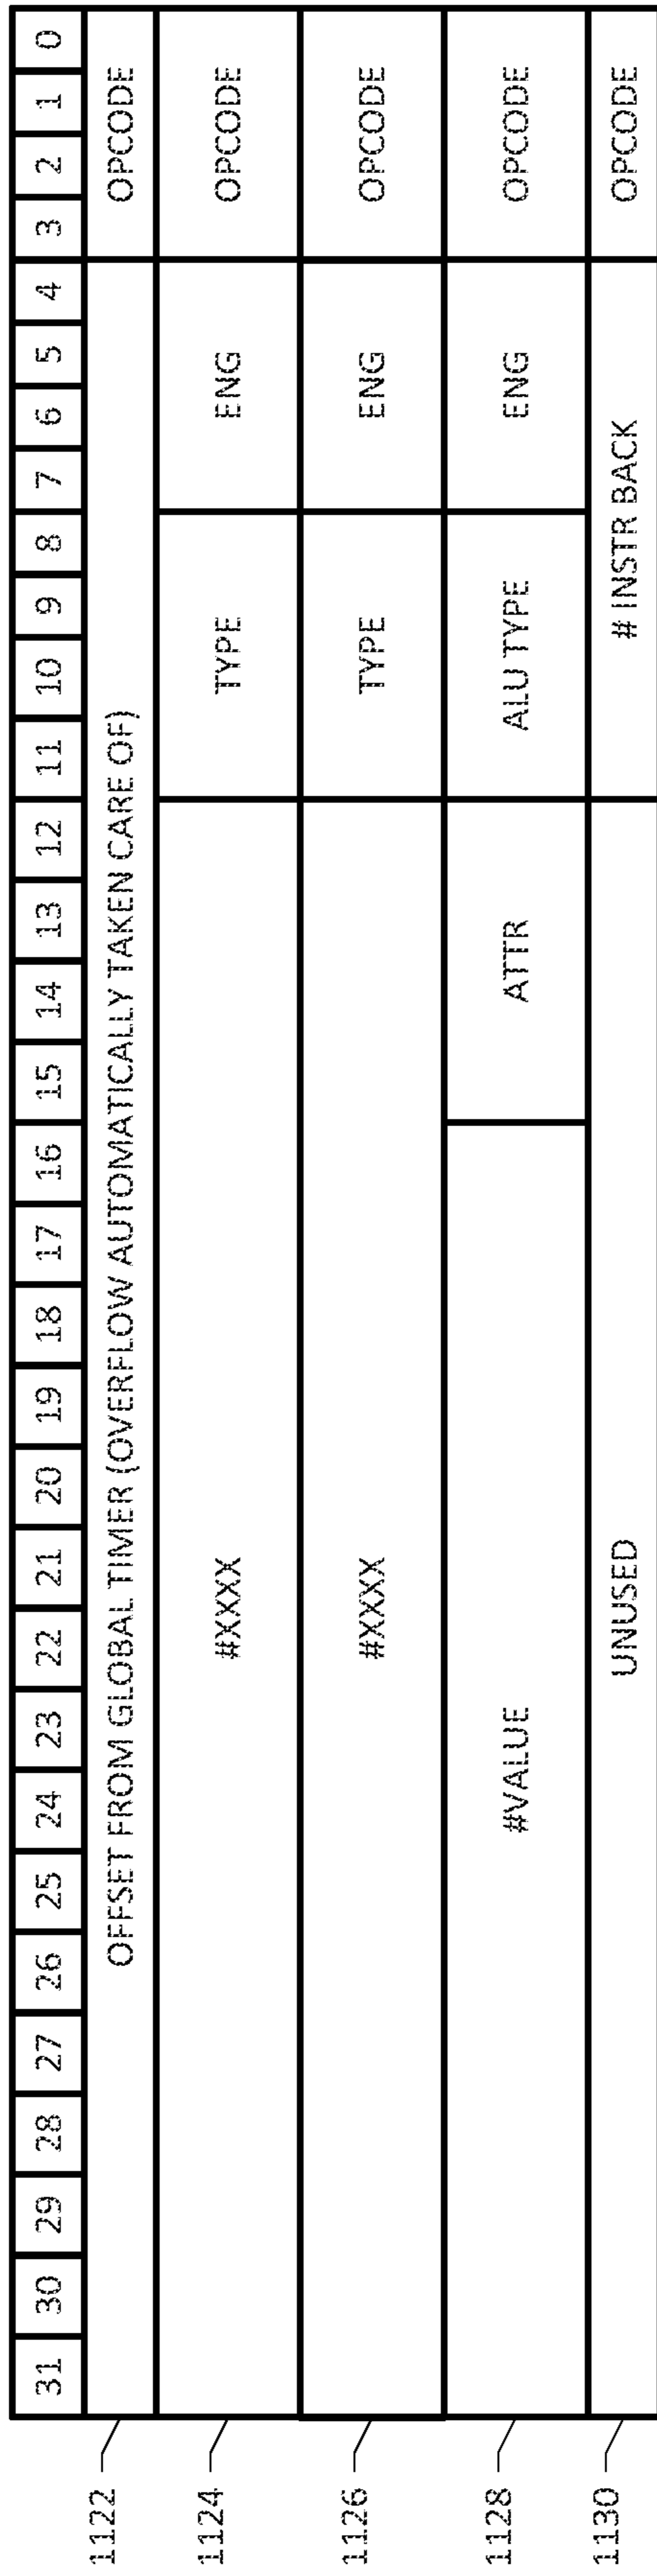 31 30 29 28 27 26 25 24 23 22 21 20 19 18 17 16 15 14 13 12 11 10 9 8 7 6 5 4 3 2 1 0
1122 OFFSET FROM GLOBAL TIMER (OVERFLOW AUTOMATICALLY TAKEN CARE OF) OPCODE
1124 #XXXX TYPE ENG OPCODE
1126 #XXXX TYPE ENG OPCODE
1128 #VALUE ATTR ALU TYPE ENG OPCODE
1130 UNUSED # INSTR BACK OPCODE